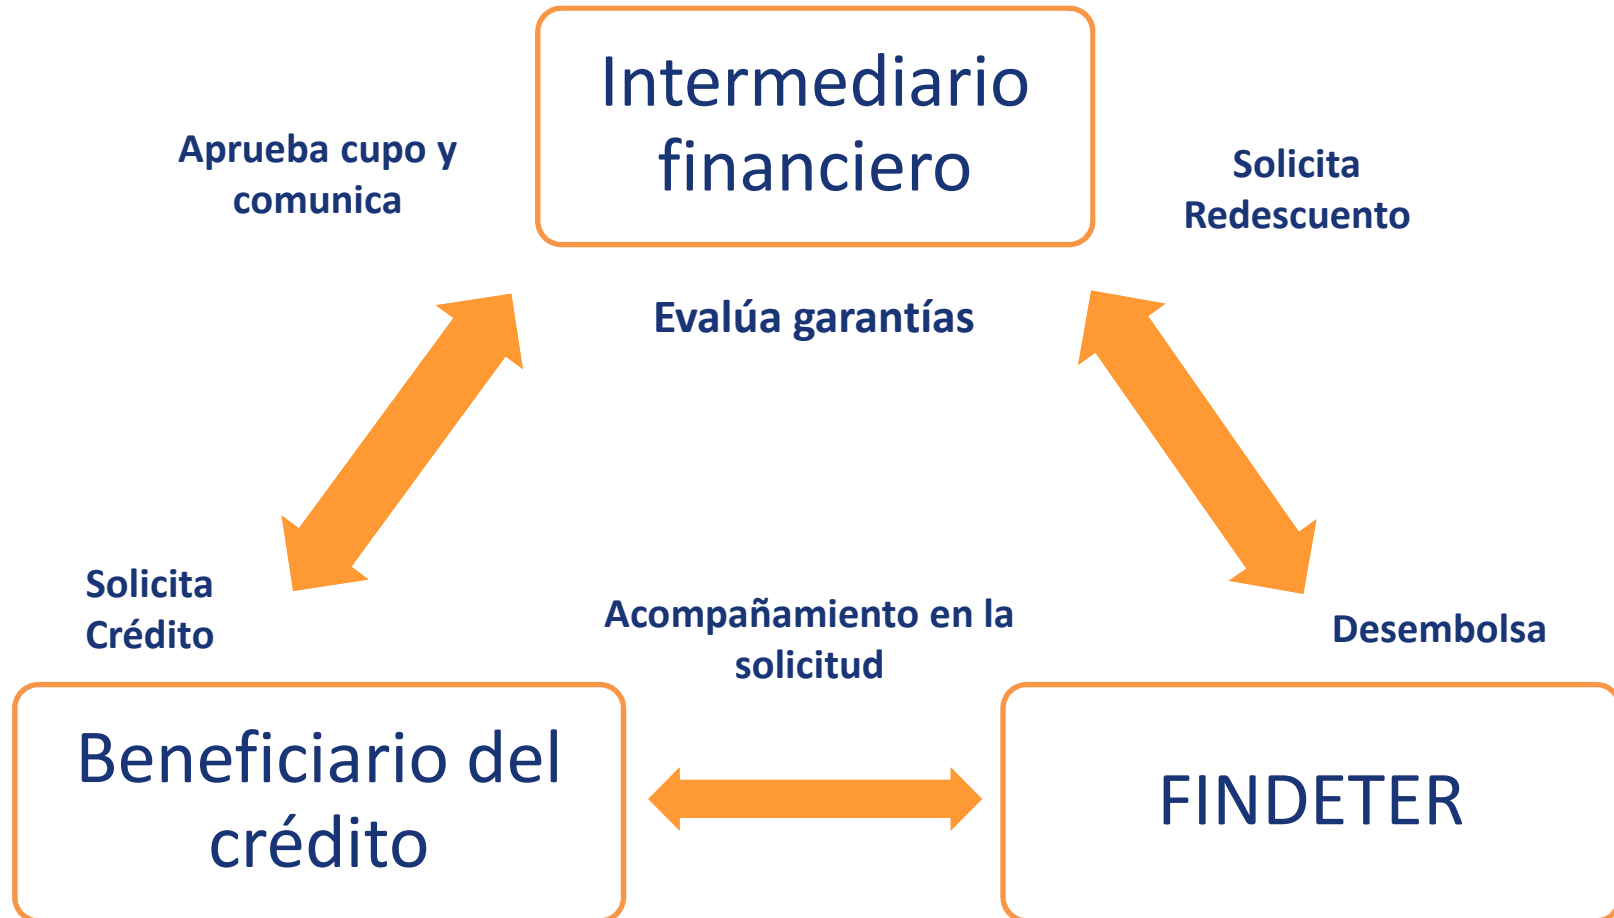 Intermediario
financiero
Aprueba cupo y
comunica
Solicita
Redescuento
Evalúa garantías
Solicita
Crédito
Acompañamiento en la
solicitud
Desembolsa
Beneficiario del
crédito
FINDETER